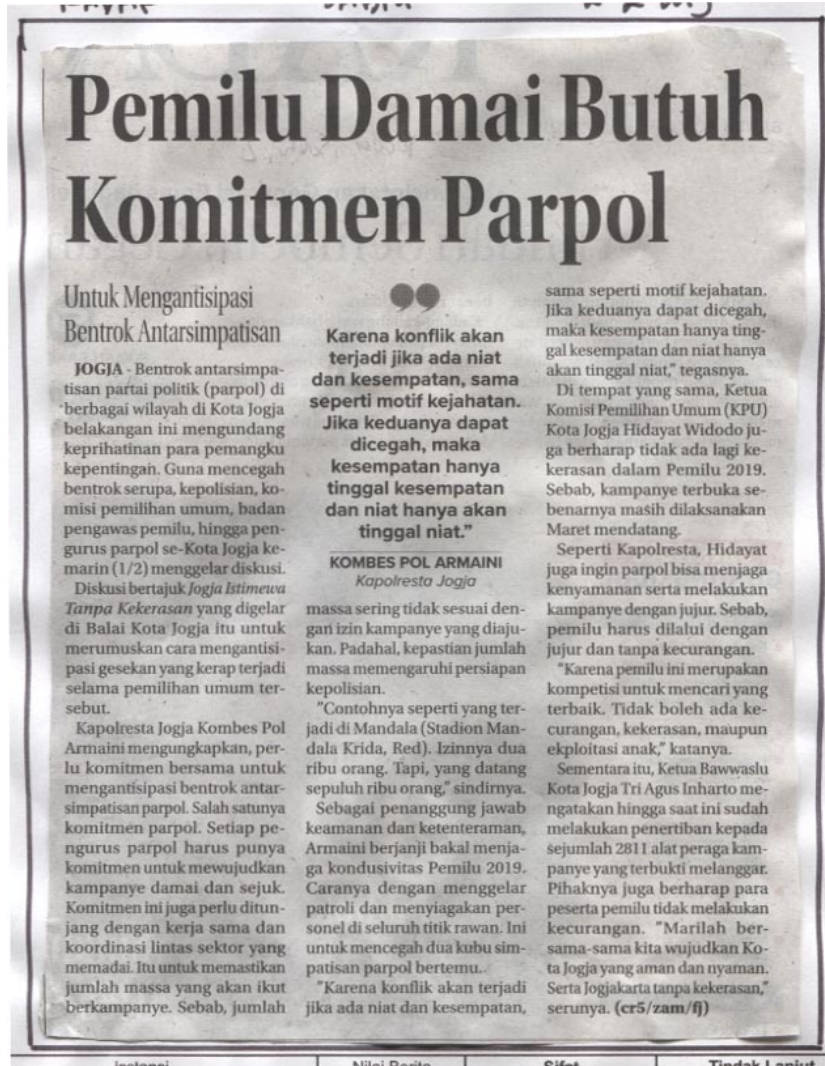 Pemilu Damai Butuh
Komitmen Parpol
Untuk Mengantisipasi
Bentrok Antarsimpatisan
JOGJA - Bentrok antarsimpa-
tisan partai politik (parpol) di
berbagai wilayah di Kota Jogja
belakangan ini mengundang
keprihatinan para pemangku
kepentingan. Guna mencegah
bentrok serupa, kepolisian, ko-
misi pemilihan umum, badan
pengawas pemilu, hingga pen-
gurus parpol se-Kota Jogja ke-
marin (1/2) menggelar diskusi.
Diskusi bertajuk Jogja Istimewa
Tanpa Kekerasan yang digelar
di Balai Kota Jogja itu untuk
merumuskan cara mengantisi-
pasi gesekan yang kerap terjadi
selama pemilihan umum ter-
sebut.
Kapolresta Jogja Kombes Pol
Armaini mengungkapkan, per-
lu komitmen bersama untuk
mengantisipasi bentrok antar-
simpatisan parpol. Salah satunya
komitmen parpol. Setiap pe-
ngurus parpol harus punya
komitmen untuk mewujudkan
kampanye damai dan sejuk.
Komitmen ini juga perlu ditun-
jang dengan kerja sama dan
koordinasi lintas sektor yang
memadai. Itu untuk memastikan
jumlah massa yang akan ikut
berkampanye. Sebab, jumlah
"
Karena konflik akan
terjadi jika ada niat
dan kesempatan, sama
seperti motif kejahatan.
Jika keduanya dapat
dicegah, maka
kesempatan hanya
tinggal kesempatan
dan niat hanya akan
tinggal niat."
KOMBES POL ARMAINI
Kapolresta Jogja
massa sering tidak sesuai den-
gan izin kampanye yang diaju-
kan. Padahal, kepastian jumlah
massa memengaruhi persiapan
kepolisian.
"Contohnya seperti yang ter-
jadi di Mandala (Stadion Man-
dala Krida, Red). Izinnya dua
ribu orang. Tapi, yang datang
sepuluh ribu orang," sindirnya.
Sebagai penanggung jawab
keamanan dan ketenteraman,
Armaini berjanji bakal menja-
ga kondusivitas Pemilu 2019.
Caranya dengan menggelar
patroli dan menyiagakan per-
sonel di seluruh titik rawan. Ini
untuk mencegah dua kubu sim-
patisan parpol bertemu..
"Karena konflik akan terjadi
jika ada niat dan kesempatan,
sama seperti motif kejahatan.
Jika keduanya dapat dicegah,
maka kesempatan hanya ting-
gal kesempatan dan niat hanya
akan tinggal niat," tegasnya.
Di tempat yang sama, Ketua
Komisi Pemilihan Umum (KPU)
Kota Jogja Hidayat Widodo ju-
ga berharap tidak ada lagi ke-
kerasan dalam Pemilu 2019.
Sebab, kampanye terbuka se-
benarnya masih dilaksanakan
Maret mendatang.
Seperti Kapolresta, Hidayat
juga ingin parpol bisa menjaga
kenyamanan serta melakukan
kampanye dengan jujur. Sebab,
pemilu harus dilalui dengan
jujur dan tanpa kecurangan.
"Karena pemilu ini merupakan
kompetisi untuk mencari yang
terbaik. Tidak boleh ada ke-
curangan, kekerasan, maupun
ekploitasi anak," katanya.
Sementara itu, Ketua Bawwaslu
Kota Jogja Tri Agus Inharto me-
ngatakan hingga saat ini sudah
melakukan penertiban kepada
sejumlah 2811 alat peraga kam-
panye yang terbukti melanggar.
Pihaknya juga berharap para
peserta pemilu tidak melakukan
kecurangan. "Marilah ber-
sama-sama kita wujudkan Ko-
ta Jogja yang aman dan nyaman.
Serta Jogjakarta tanpa kekerasan,"
serunya. (cr5/zam/fj)
Instansi
Nilai Berita
Sifat
Tindak Lanjut